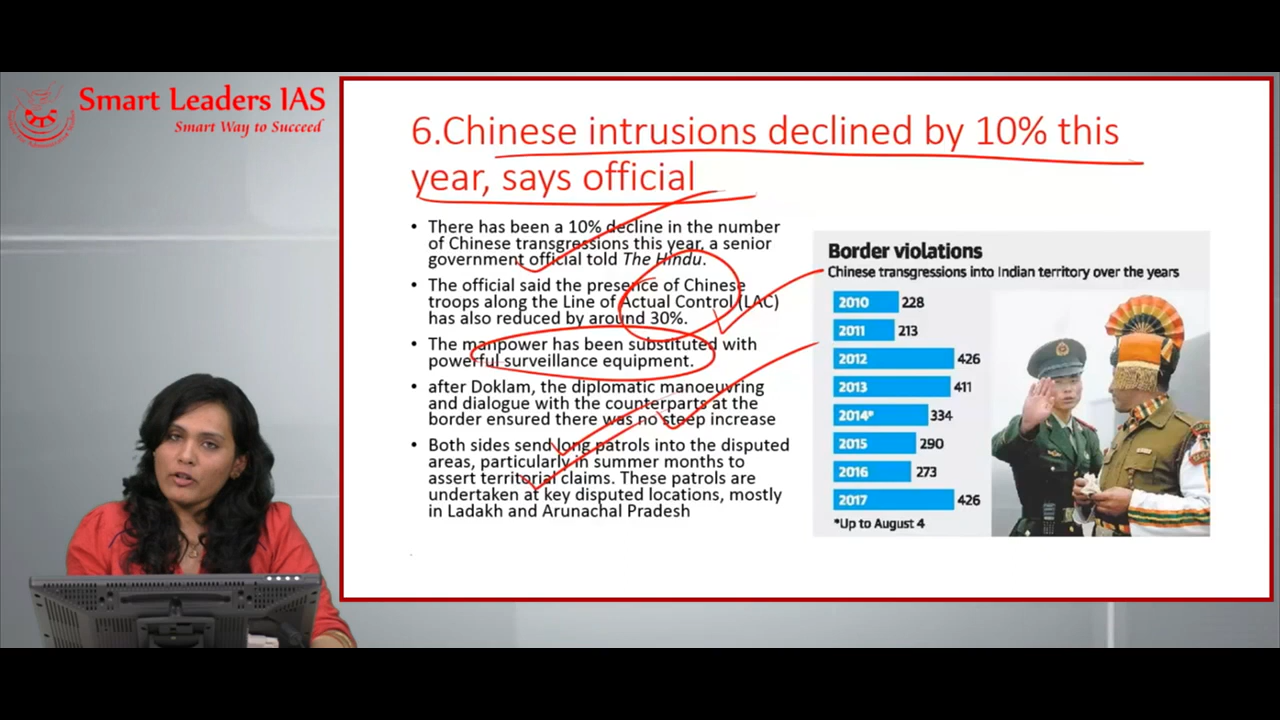 Smart Leaders IAS
Smart Way to Succeed
6.Chinese intrusions declined by 10% this
year, says official
• There has been a 10% decline in the number
of Chinese transgressions this year, a senior
government official told The Hindu.
• The official said the presence of Chinese
troops along the Line of Actual Control (LAC)
has also reduced by around 30%.
• The manpower has been substituted with
powerful surveillance equipment.
• after Doklam, the diplomatic manoeuvring
and dialogue with the counterparts at the
border ensured there was no steep increase
• Both sides send long patrols into the disputed
areas, particularly in summer months to
assert territorial claims. These patrols are
undertaken at key disputed locations, mostly
in Ladakh and Arunachal Pradesh
Border violations
Chinese transgressions into Indian territory over the years
2010 228
2011 213
2012 426
2013 411
2014* 334
2015 290
2016 273
2017 426
*Up to August 4